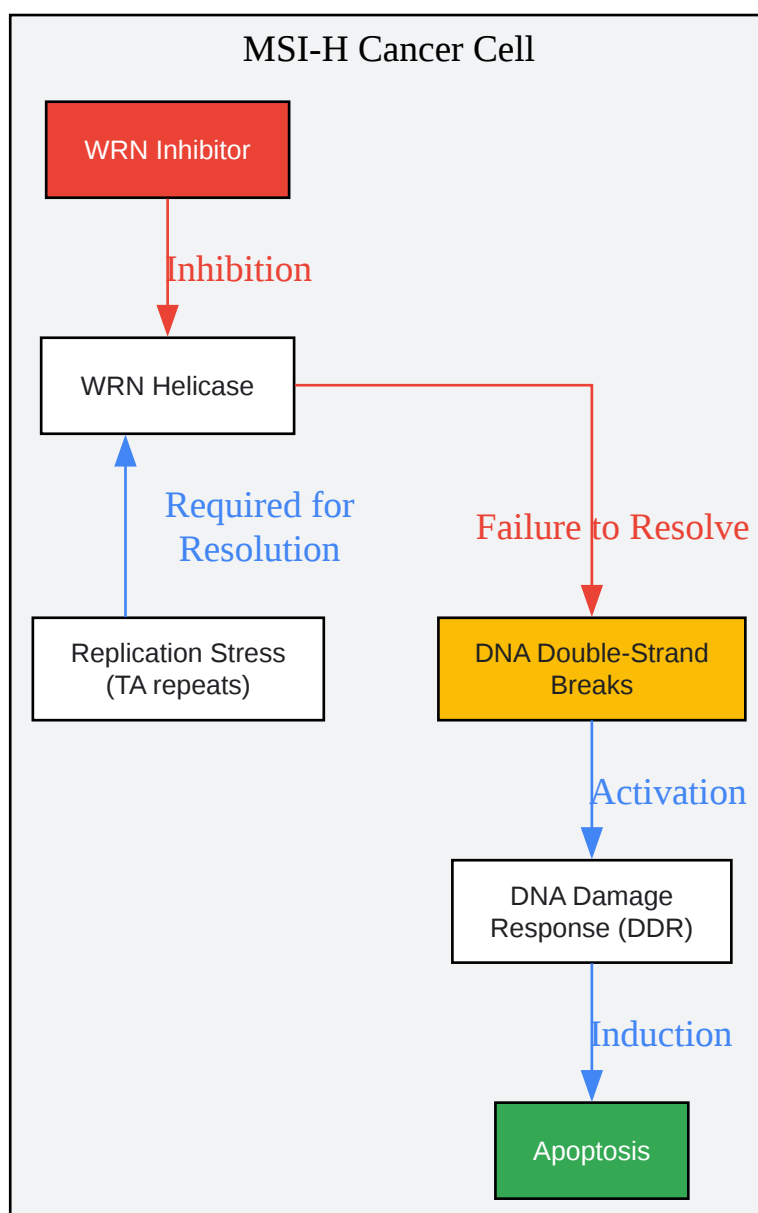 MSI-H Cancer Cell
WRN Inhibitor
Inhibition
WRN Helicase
Required for
Resolution
Failure to Resolve
Replication Stress
(TA repeats)
DNA Double-Strand
Breaks
Activation
DNA Damage
Response (DDR)
Induction
Apoptosis